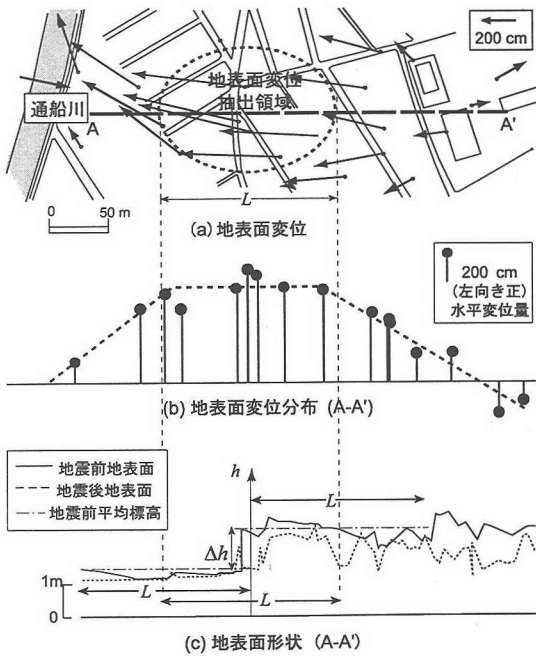 200 cm
地表面変位
抽出領域
通船川
A
A'
0 50 m
L
(a) 地表面変位
200 cm
(左向き正)
水平変位量
(b) 地表面変位分布 (A-A')
地震前地表面
地震後地表面
地震前平均標高
h
L
Δh
1m
L
L
0
(c) 地表面形状 (A-A')